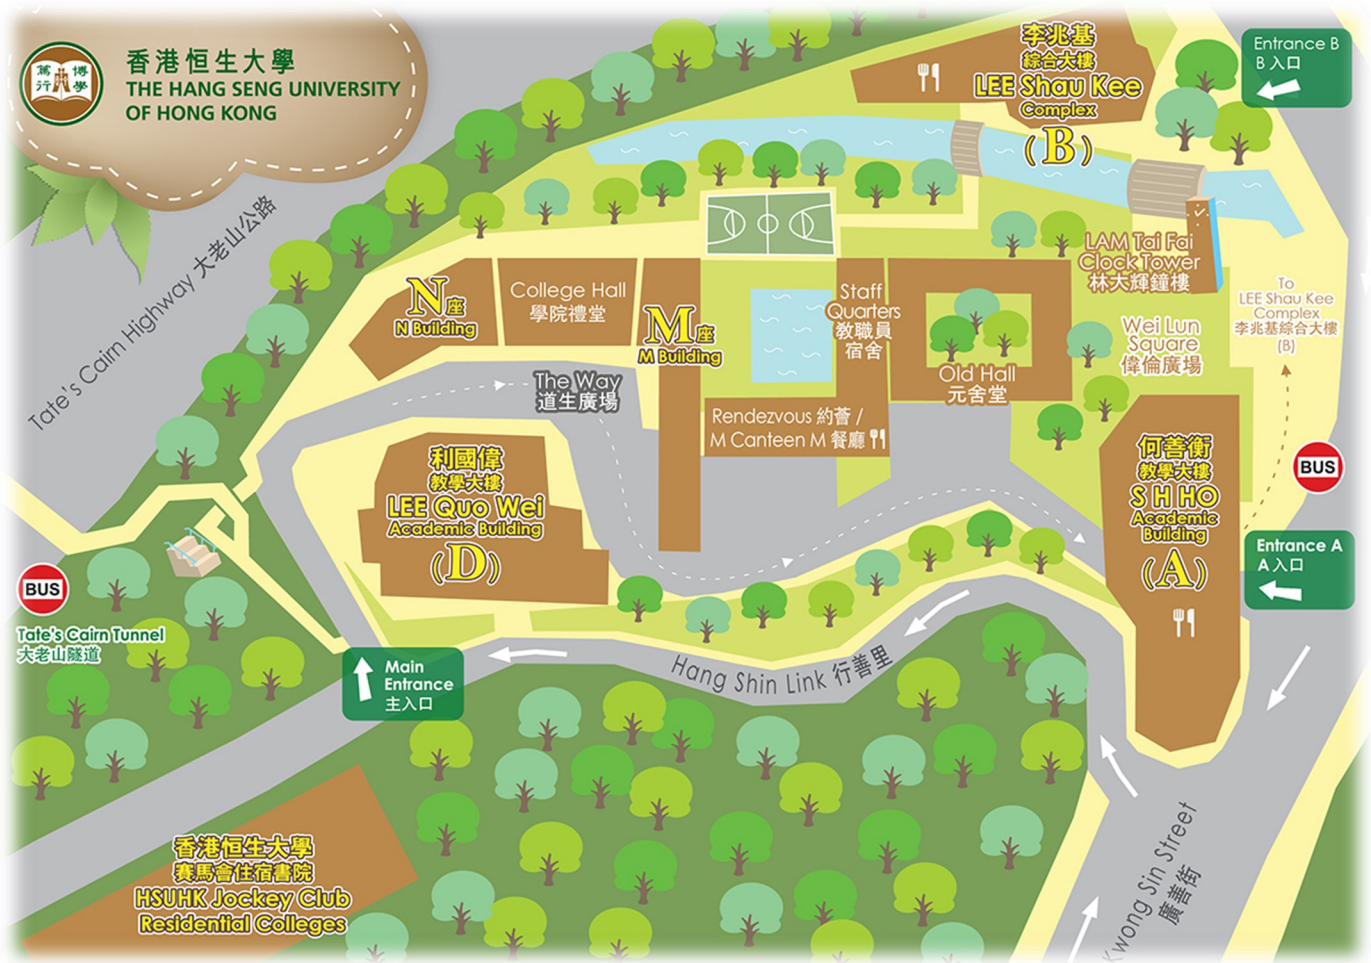 篤 博
行 學
香港恒生大學
THE HANG SENG UNIVERSITY
OF HONG KONG
李兆基
綜合大樓
LEE Shau Kee
Complex
(B)
Entrance B
B 入口
Tate's Cairn Highway 大老山公路
N座
N Building
College Hall
學院禮堂
M座
M Building
Staff
Quarters
教職員
宿舍
LAM Tai Fai
Clock Tower
林大輝鐘樓
To
LEE Shau Kee
Complex
李兆基綜合大樓
(B)
Wei Lun
Square
偉倫廣場
Old Hall
元舍堂
The Way
道生廣場
Rendezvous 約薈 /
M Canteen M 餐廳
利國偉
教學大樓
LEE Quo Wei
Academic Building
(D)
何善衡
教學大樓
S H HO
Academic
Building
(A)
BUS
Entrance A
A 入口
BUS
Tate's Cairn Tunnel
大老山隧道
Main
Entrance
主入口
Hang Shin Link 行善里
Kwong Sin Street
廣善街
香港恒生大學
賽馬會住宿書院
HSUHK Jockey Club
Residential Colleges